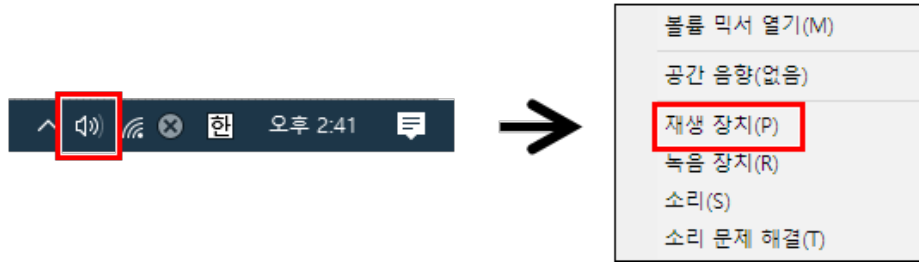 한
오후 2:41
볼륨 믹서 열기(M)
공간 음향(없음)
재생 장치(P)
녹음 장치(R)
소리(S)
소리 문제 해결(T)